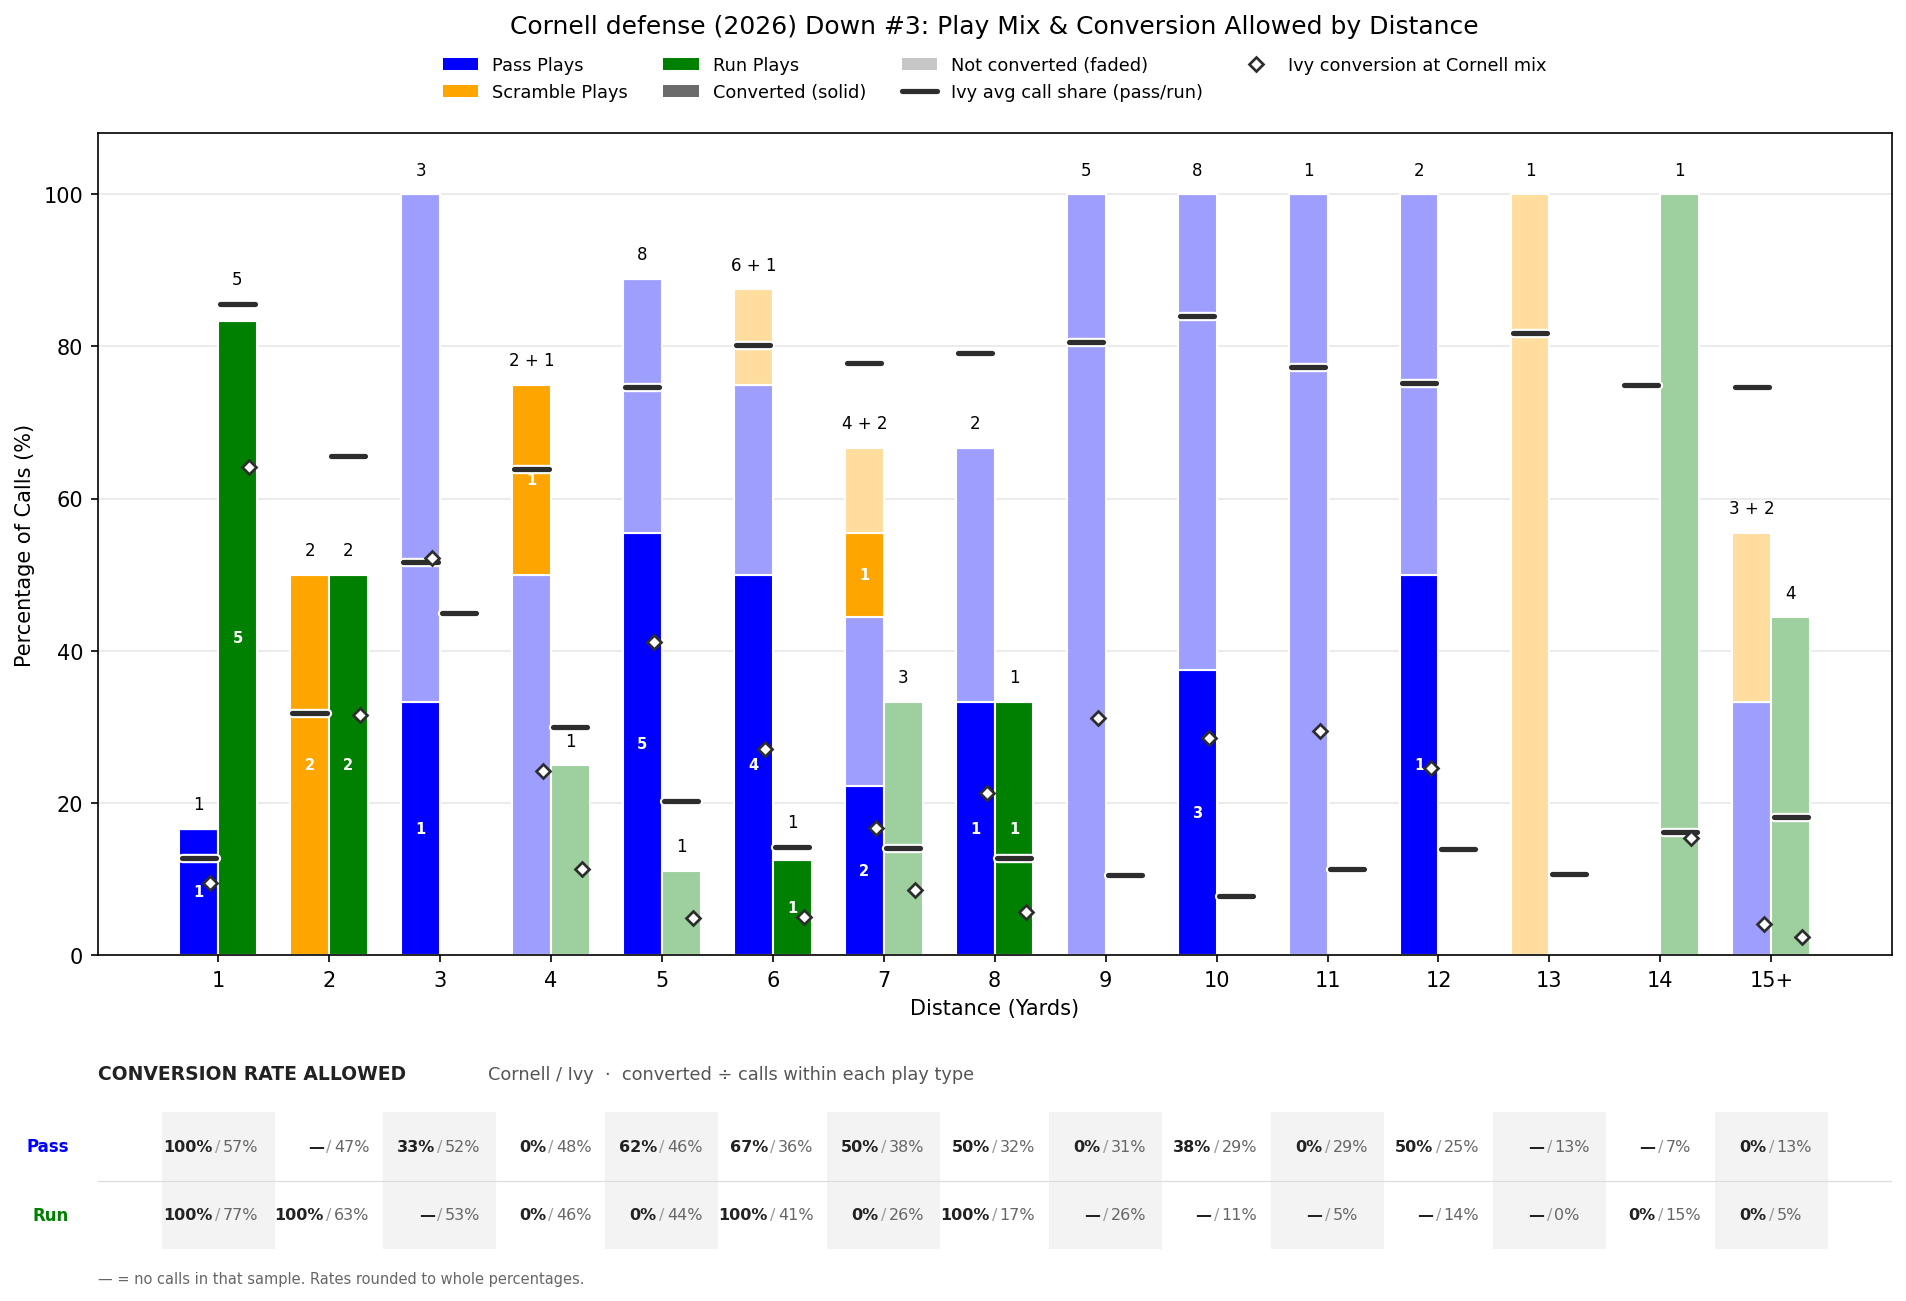 Cornell defense (2026) Down #3: Play Mix & Conversion Allowed by Distance
Pass Plays
Run Plays
Not converted (faded)
Ivy conversion at Cornell mix
Scramble Plays
Converted (solid)
Ivy avg call share (pass/run)
Percentage of Calls (%)
100
80
60
40
20
0
1
5
2
2
3
2 + 1
1
8
1
6 + 1
1
4 + 2
3
2
1
5
8
1
2
1
1
3 + 2
4
1
5
2
2
1
1
5
4
1
2
1
1
1
3
1
1 2 3 4 5 6 7 8 9 10 11 12 13 14 15+
Distance (Yards)
CONVERSION RATE ALLOWED Cornell / Ivy · converted ÷ calls within each play type
Pass 100% / 57% — / 47% 33% / 52% 0% / 48% 62% / 46% 67% / 36% 50% / 38% 50% / 32% 0% / 31% 38% / 29% 0% / 29% 50% / 25% — / 13% — / 7% 0% / 13%
Run 100% / 77% 100% / 63% — / 53% 0% / 46% 0% / 44% 100% / 41% 0% / 26% 100% / 17% — / 26% — / 11% — / 5% — / 14% — / 0% 0% / 15% 0% / 5%
— = no calls in that sample. Rates rounded to whole percentages.